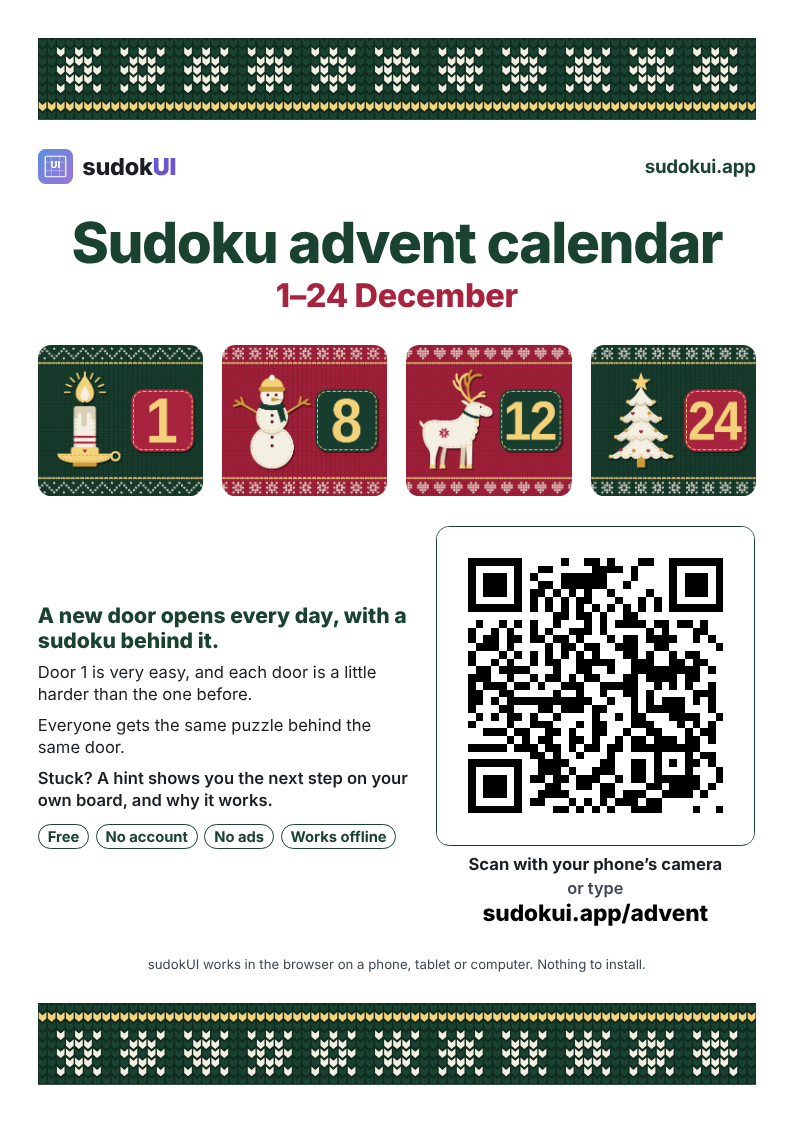 UI
sudokUI
sudokui.app
Sudoku advent calendar
1–24 December
1
8
12
24
A new door opens every day, with a
sudoku behind it.
Door 1 is very easy, and each door is a little
harder than the one before.
Everyone gets the same puzzle behind the
same door.
Stuck? A hint shows you the next step on your
own board, and why it works.
Free
No account
No ads
Works offline
Scan with your phone’s camera
or type
sudokui.app/advent
sudokUI works in the browser on a phone, tablet or computer. Nothing to install.